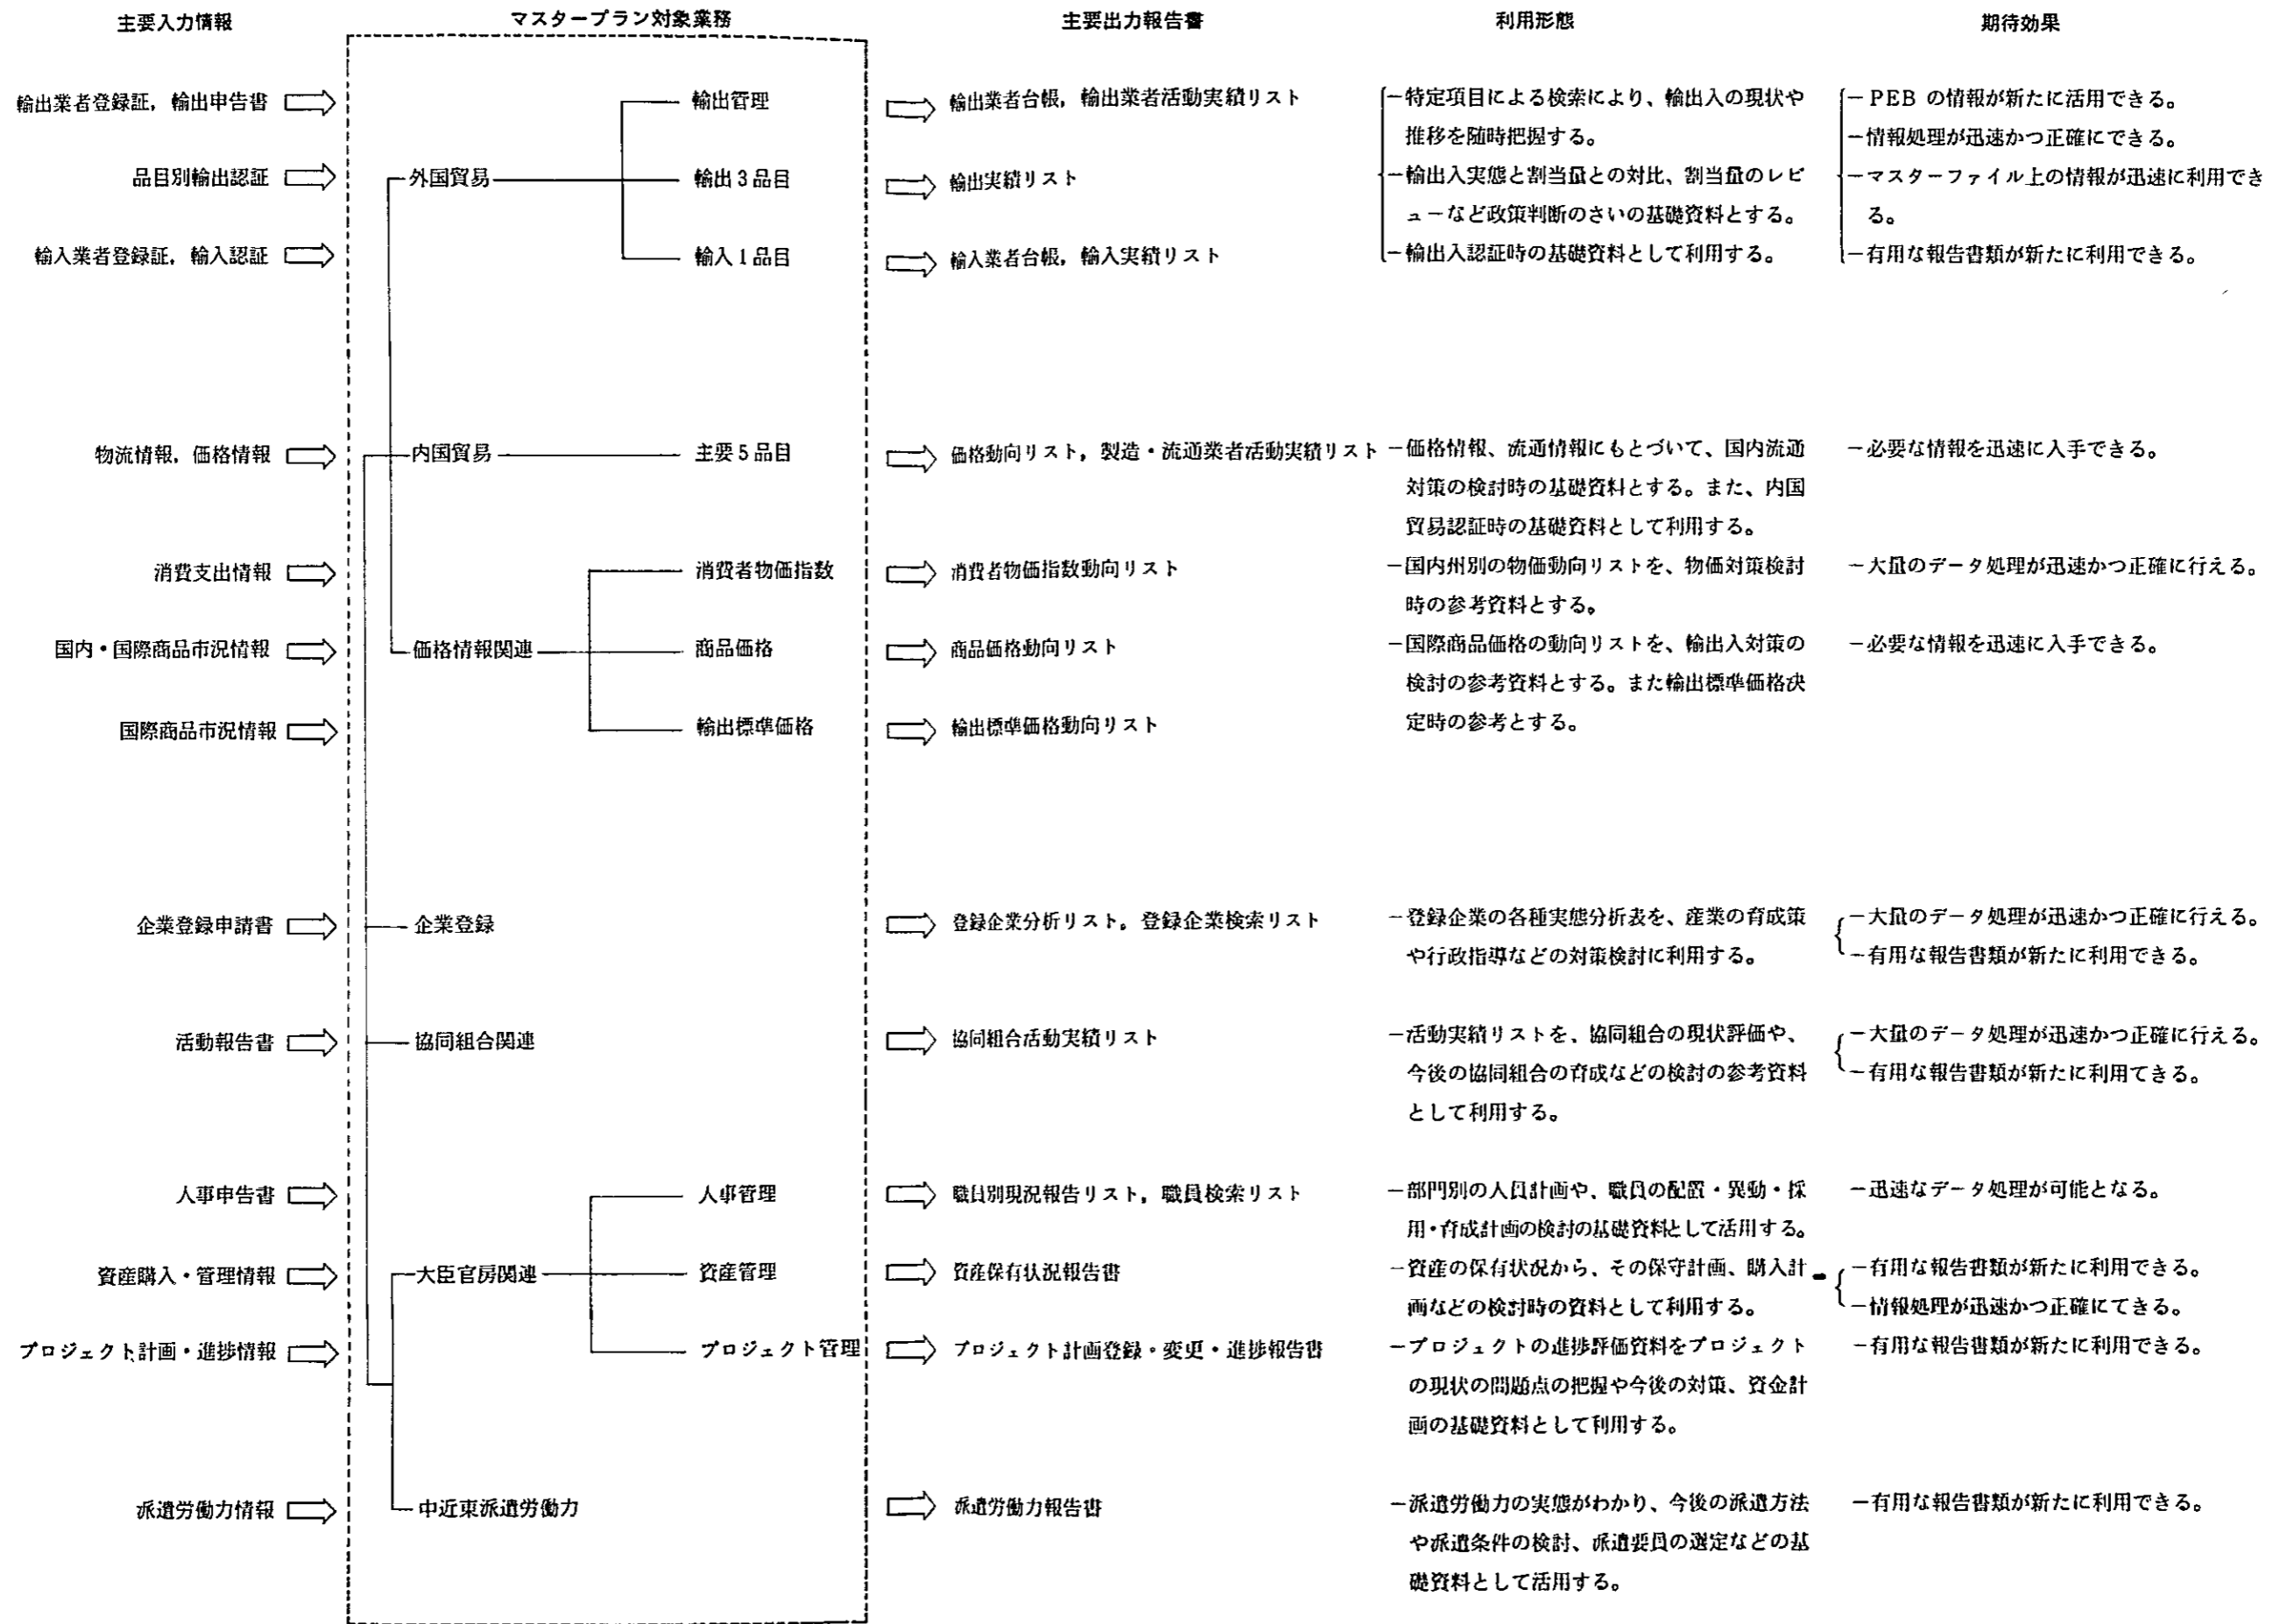 主要入力情報 マスタープラン対象業務 主要出力報告書 利用形態 期待効果
輸出業者登録証，輸出申告書 輸出管理 輸出業者台帳，輸出業者活動実績リスト －特定項目による検索により、輸出入の現状や －PEB の情報が新たに活用できる。
推移を随時把握する。 －情報処理が迅速かつ正確にできる。
品目別輸出認証 外国貿易 輸出3品目 輸出実績リスト －輸出入実態と割当量との対比、割当量のレビ －マスターファイル上の情報が迅速に利用でき
ューなど政策判断のさいの基礎資料とする。 る。
輸入業者登録証，輸入認証 輸入1品目 輸入業者台帳，輸入実績リスト －輸出入認証時の基礎資料として利用する。 －有用な報告書類が新たに利用できる。
物流情報，価格情報 内国貿易 主要5品目 価格動向リスト，製造・流通業者活動実績リスト －価格情報、流通情報にもとづいて、国内流通 －必要な情報を迅速に入手できる。
対策の検討時の基礎資料とする。また、内国
貿易認証時の基礎資料として利用する。
消費支出情報 消費者物価指数 消費者物価指数動向リスト －国内州別の物価動向リストを、物価対策検討 －大量のデータ処理が迅速かつ正確に行える。
時の参考資料とする。
国内・国際商品市況情報 価格情報関連 商品価格 商品価格動向リスト －国際商品価格の動向リストを、輸出入対策の －必要な情報を迅速に入手できる。
検討の参考資料とする。また輸出標準価格決
国際商品市況情報 輸出標準価格 輸出標準価格動向リスト 定時の参考とする。
企業登録申請書 企業登録 登録企業分析リスト。登録企業検索リスト －登録企業の各種実態分析表を、産業の育成策 －大量のデータ処理が迅速かつ正確に行える。
や行政指導などの対策検討に利用する。 －有用な報告書類が新たに利用できる。
活動報告書 協同組合関連 協同組合活動実績リスト －活動実績リストを、協同組合の現状評価や、 －大量のデータ処理が迅速かつ正確に行える。
今後の協同組合の育成などの検討の参考資料 －有用な報告書類が新たに利用てきる。
として利用する。
人事申告書 人事管理 職員別現況報告リスト，職員検索リスト －部門別の人員計画や、職員の配置・異動・採 －迅速なデータ処理が可能となる。
用・育成計画の検討の基礎資料として活用する。
資産購入・管理情報 大臣官房関連 資産管理 資産保有状況報告書 －資産の保有状況から、その保守計画、購入計 －有用な報告書類が新たに利用できる。
画などの検討時の資料として利用する。 －情報処理が迅速かつ正確にてきる。
プロジェクト計画・進捗情報 プロジェクト管理 プロジェクト計画登録・変更・進捗報告書 －プロジェクトの進捗評価資料をプロジェクト －有用な報告書類が新たに利用できる。
の現状の問題点の把握や今後の対策、資金計
画の基礎資料として利用する。
派遣労働力情報 中近東派遣労働力 派遣労働力報告書 －派遣労働力の実態がわかり、今後の派遣方法 －有用な報告書類が新たに利用できる。
や派遣条件の検討、派遣要員の選定などの基
礎資料として活用する。